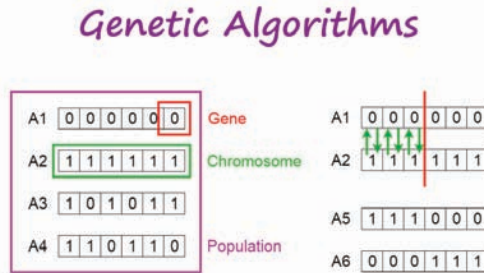 Genetic Algorithms
A1 0 0 0 0 0 0 Gene
A2 1 1 1 1 1 1 Chromosome
A3 1 0 1 0 1 1
A4 1 1 0 1 1 0 Population
A1 0 0 0 0 0 0
A2 1 1 1 1 1 1
A5 1 1 1 0 0 0
A6 0 0 0 1 1 1